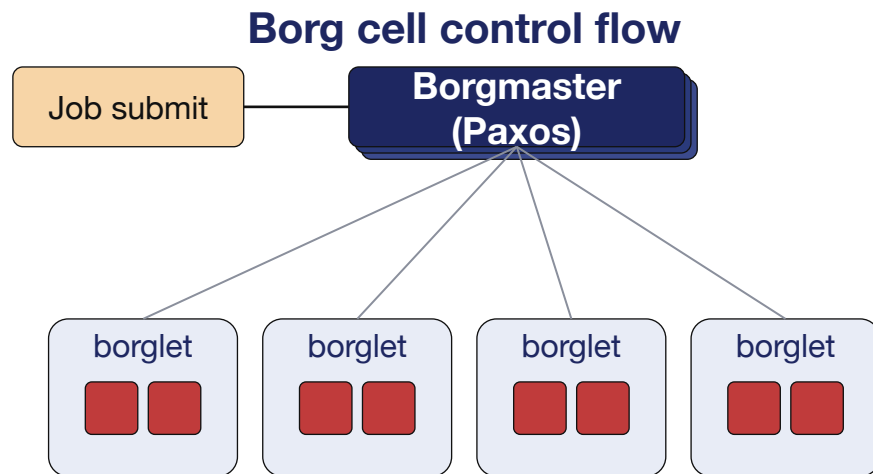 Borg cell control flow
Job submit
Borgmaster
(Paxos)
borglet
borglet
borglet
borglet